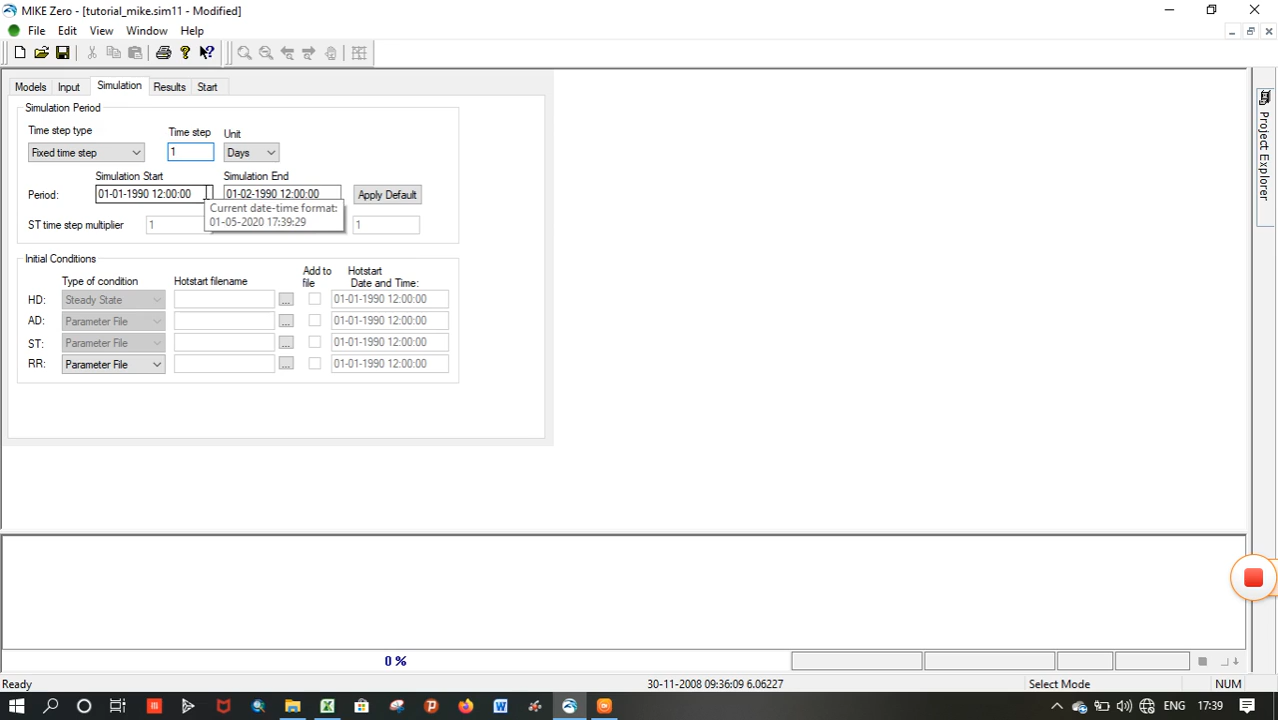 MIKE Zero - [tutorial_mike.sim11 - Modified]
File Edit View Window Help
Models Input Simulation Results Start
Simulation Period
Time step type Time step Unit
Fixed time step 1 Days
Simulation Start Simulation End
Period: 01-01-1990 12:00:00 01-02-1990 12:00:00 Apply Default
Current date-time format:
01-05-2020 17:39:29
ST time step multiplier 1 1
Initial Conditions
Type of condition Hotstart filename Add to file Hotstart Date and Time:
HD: Steady State ... 01-01-1990 12:00:00
AD: Parameter File ... 01-01-1990 12:00:00
ST: Parameter File ... 01-01-1990 12:00:00
RR: Parameter File ... 01-01-1990 12:00:00
Project Explorer
0 %
Ready 30-11-2008 09:36:09 6.06227 Select Mode NUM
ENG 17:39